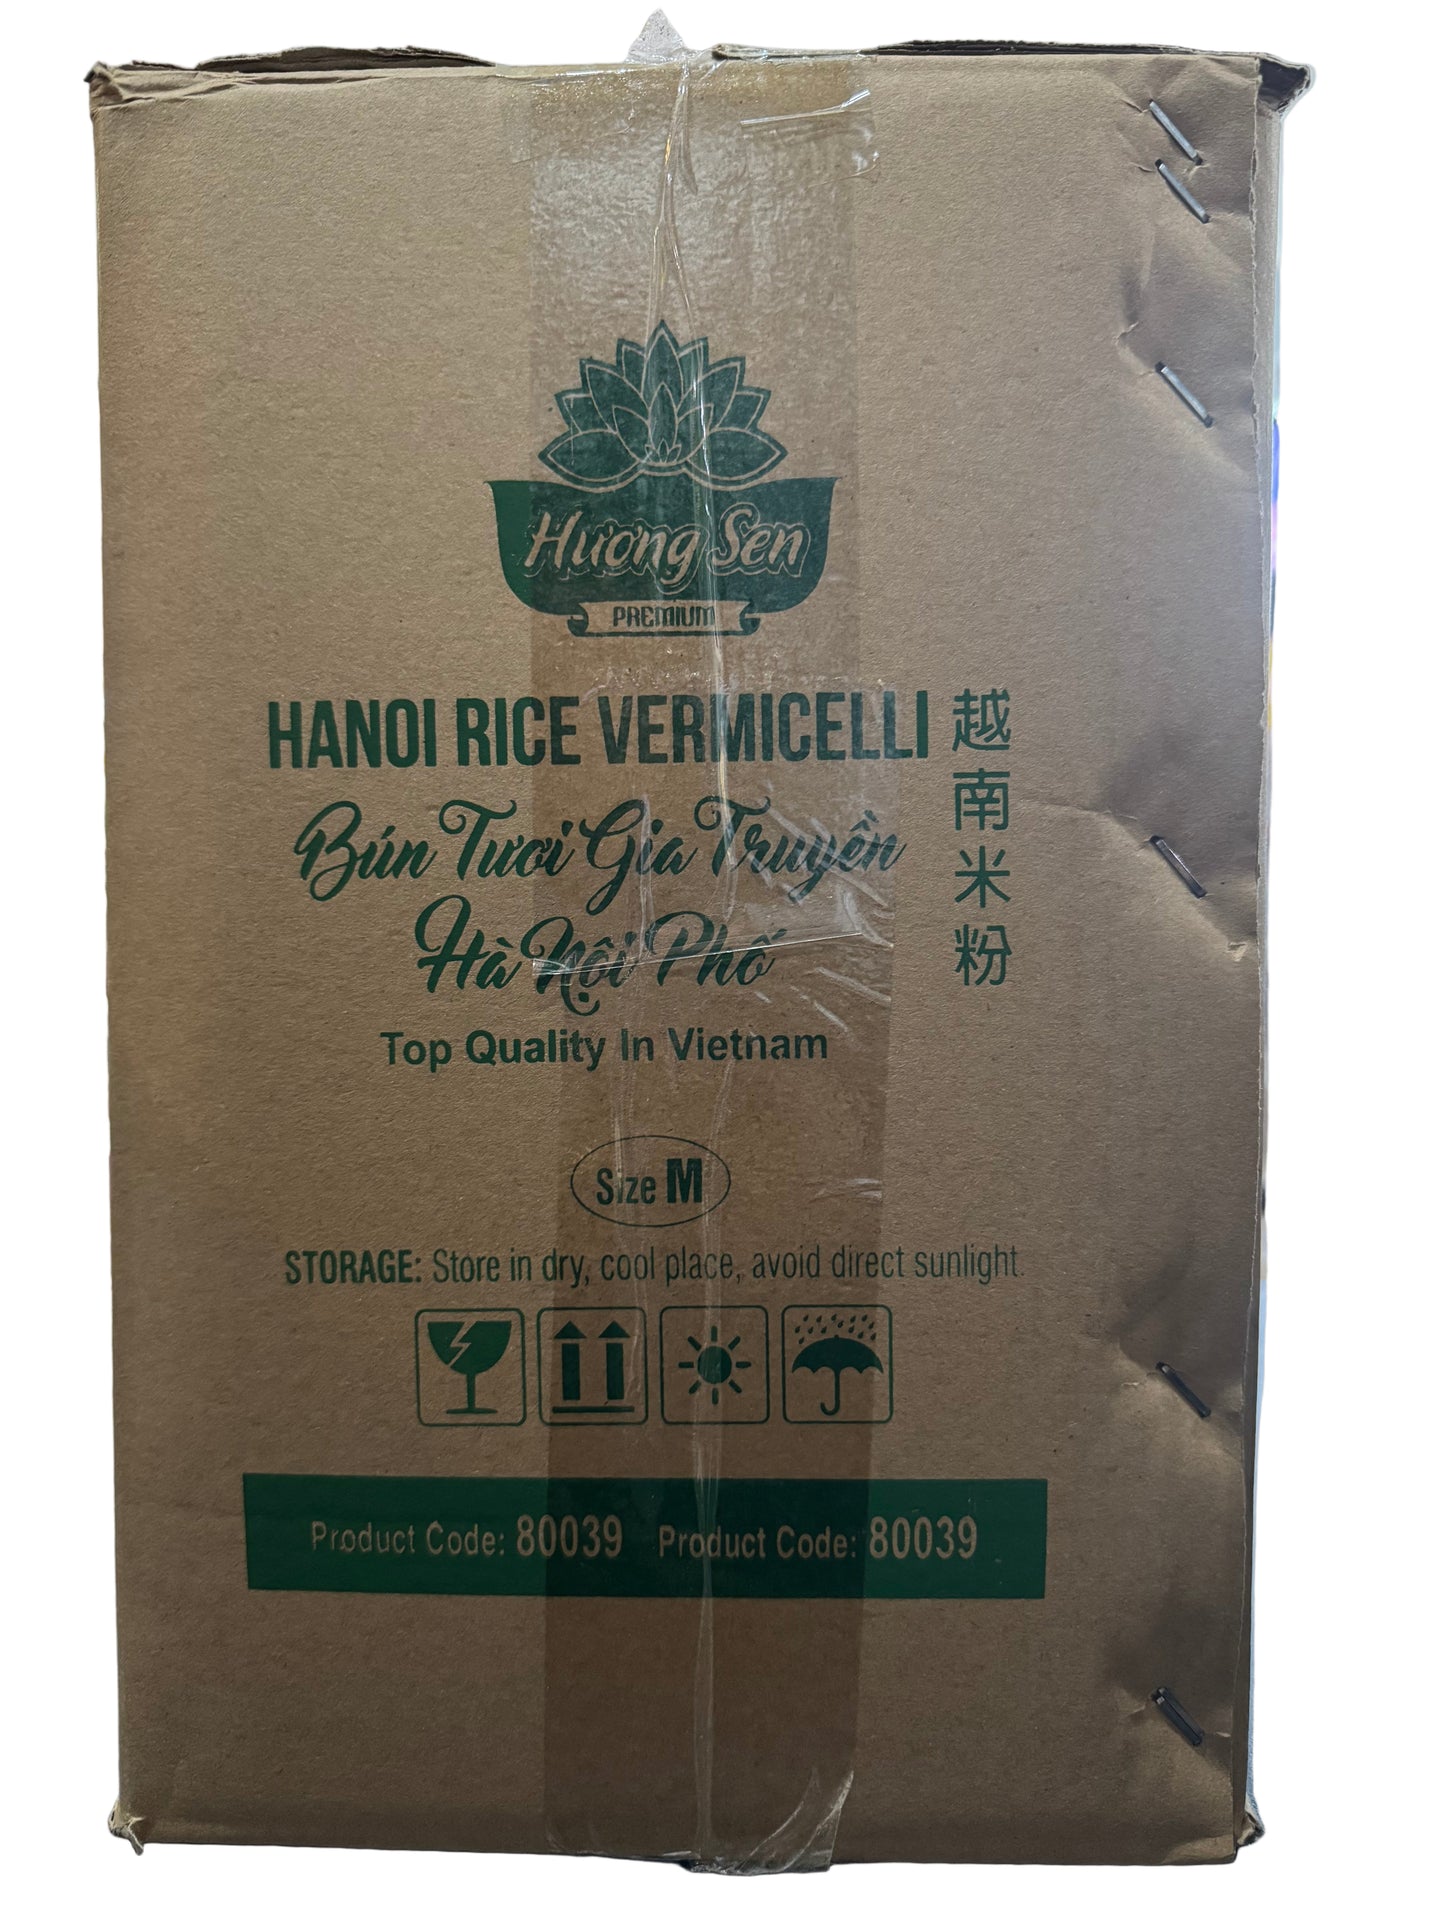 Hương Sen
PREMIUM
HANOI RICE VERMICELLI
越南米粉
Bún Tươi Gia Truyền
Hà Nội Phố
Top Quality In Vietnam
Size M
STORAGE: Store in dry, cool place, avoid direct sunlight.
Product Code: 80039 Product Code: 80039